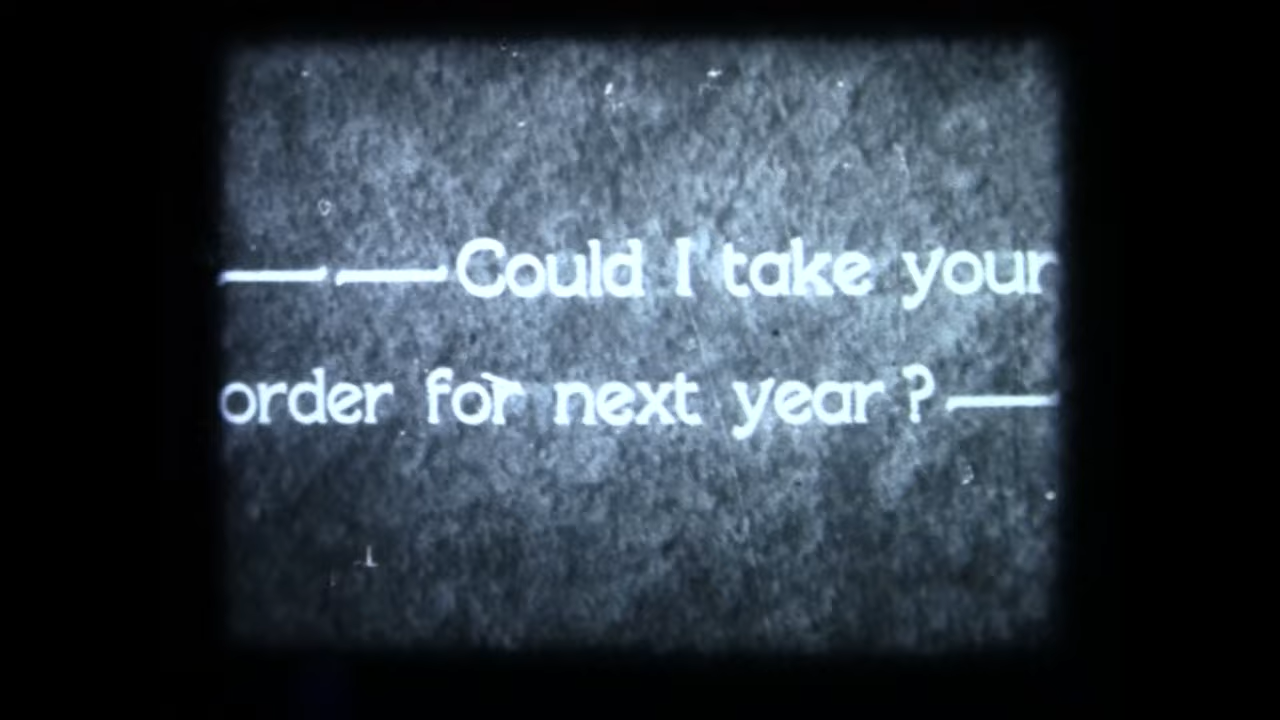 — — Could I take your
order for next year ? —